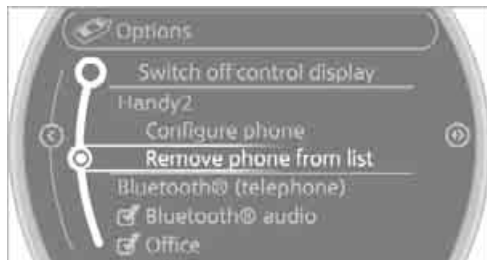 Options
Switch off control display
Handy2
Configure phone
Remove phone from list
Bluetooth® (telephone)
Bluetooth® audio
Office